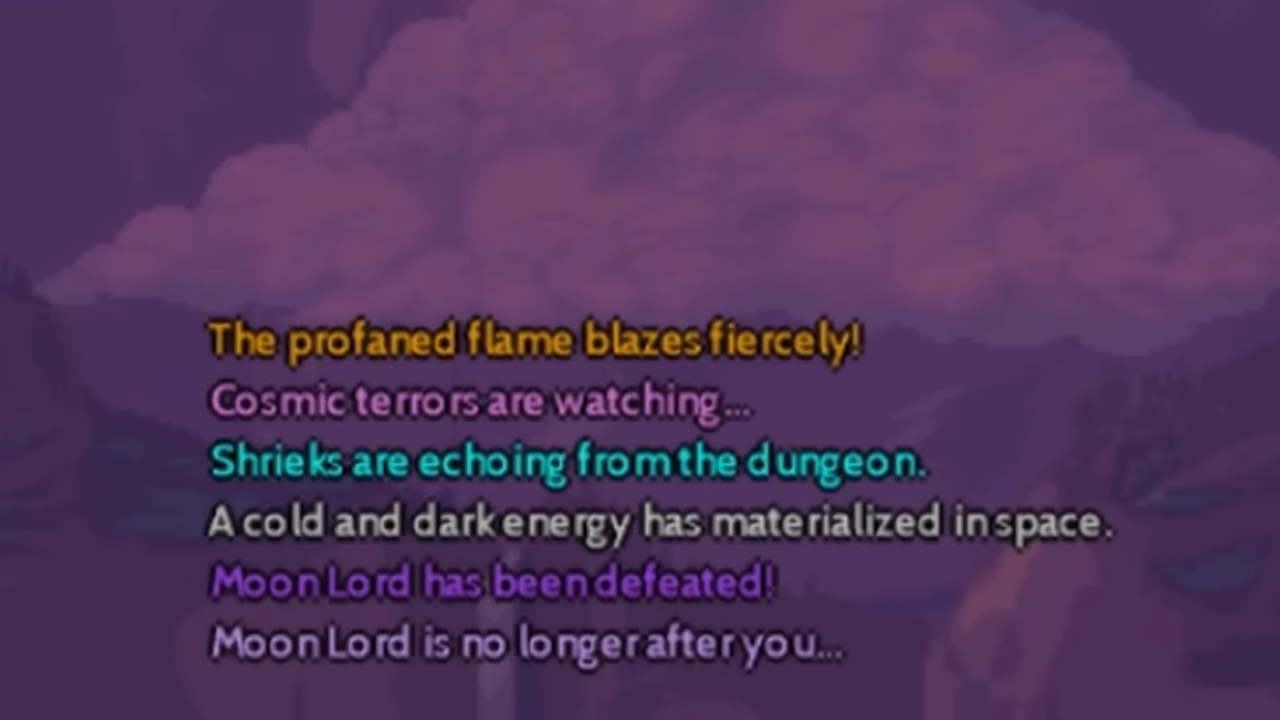 The profaned flame blazes fiercely!
Cosmic terrors are watching...
Shrieks are echoing from the dungeon.
A cold and dark energy has materialized in space.
Moon Lord has been defeated!
Moon Lord is no longer after you...